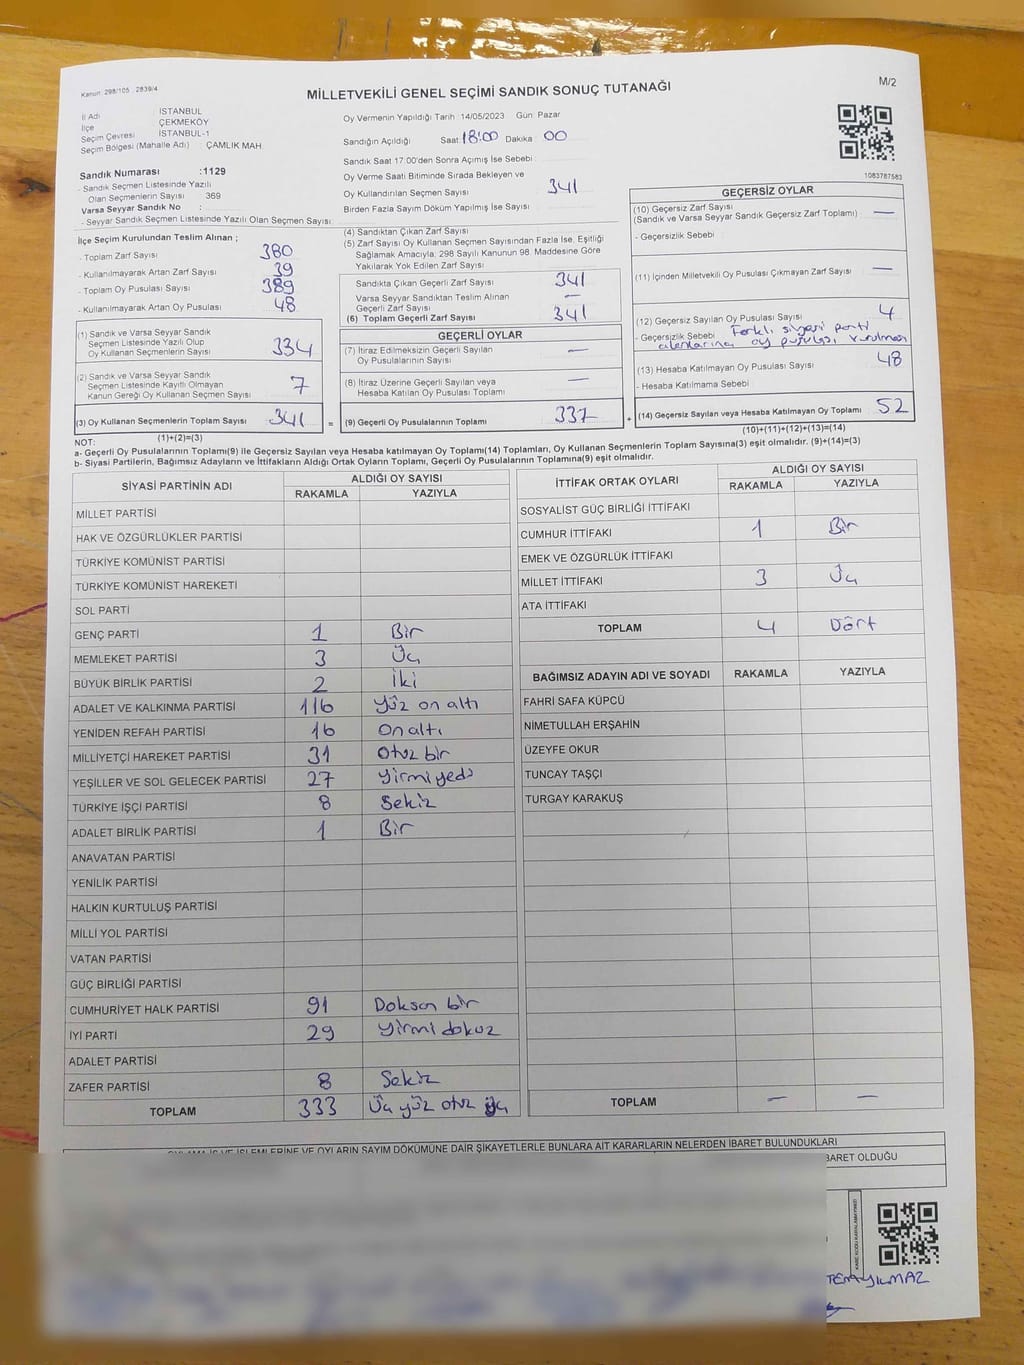 Kanun: 298/105 , 2839/4
MİLLETVEKİLİ GENEL SEÇİMİ SANDIK SONUÇ TUTANAĞI
M/2
İl Adı : İSTANBUL
İlçe : ÇEKMEKÖY
Seçim Çevresi : İSTANBUL-1
Seçim Bölgesi (Mahalle Adı) : ÇAMLIK MAH.
Oy Vermenin Yapıldığı Tarih : 14/05/2023 Gün: Pazar
Sandığın Açıldığı Saat: 18:00 Dakika : 00
Sandık Saat 17:00'den Sonra Açımış İse Sebebi :
Oy Verme Saati Bitiminde Sırada Bekleyen ve
Oy Kullandırılan Seçmen Sayısı : 341
Birden Fazla Sayım Döküm Yapılmış İse Sayısı :
1083787583
Sandık Numarası :1129
- Sandık Seçmen Listesinde Yazılı
Olan Seçmenlerin Sayısı : 369
Varsa Seyyar Sandık No :
- Seyyar Sandık Seçmen Listesinde Yazılı Olan Seçmen Sayısı:
İlçe Seçim Kurulundan Teslim Alınan ;
- Toplam Zarf Sayısı : 380
- Kullanılmayarak Artan Zarf Sayısı : 39
- Toplam Oy Pusulası Sayısı : 389
- Kullanılmayarak Artan Oy Pusulası : 48
(1) Sandık ve Varsa Seyyar Sandık
Seçmen Listesinde Yazılı Olup
Oy Kullanan Seçmenlerin Sayısı : 334
(2) Sandık ve Varsa Seyyar Sandık
Seçmen Listesinde Kayıtlı Olmayan
Kanun Gereği Oy Kullanan Seçmen Sayısı : 7
(3) Oy Kullanan Seçmenlerin Toplam Sayısı : 341
(1)+(2)=(3)
(4) Sandıktan Çıkan Zarf Sayısı :
(5) Zarf Sayısı Oy Kullanan Seçmen Sayısından Fazla İse, Eşitliği
Sağlamak Amacıyla; 298 Sayılı Kanunun 98. Maddesine Göre
Yakılarak Yok Edilen Zarf Sayısı :
Sandıkta Çıkan Geçerli Zarf Sayısı : 341
Varsa Seyyar Sandıktan Teslim Alınan
Geçerli Zarf Sayısı : —
(6) Toplam Geçerli Zarf Sayısı : 341
GEÇERLİ OYLAR
(7) İtiraz Edilmeksizin Geçerli Sayılan
Oy Pusulalarının Sayısı : —
(8) İtiraz Üzerine Geçerli Sayılan veya
Hesaba Katılan Oy Pusulası Toplamı : —
= (9) Geçerli Oy Pusulalarının Toplamı : 337
GEÇERSİZ OYLAR
(10) Geçersiz Zarf Sayısı : —
(Sandık ve Varsa Seyyar Sandık Geçersiz Zarf Toplamı)
- Geçersizlik Sebebi :
(11) İçinden Milletvekili Oy Pusulası Çıkmayan Zarf Sayısı : —
(12) Geçersiz Sayılan Oy Pusulası Sayısı : 4
- Geçersizlik Sebebi : Farklı siyasi parti
alanlarına oy pusulası vurulması
(13) Hesaba Katılmayan Oy Pusulası Sayısı : 48
- Hesaba Katılmama Sebebi :
+ (14) Geçersiz Sayılan veya Hesaba Katılmayan Oy Toplamı : 52
(10)+(11)+(12)+(13)=(14)
NOT:
a- Geçerli Oy Pusulalarının Toplamı(9) ile Geçersiz Sayılan veya Hesaba katılmayan Oy Toplamı(14) Toplamları, Oy Kullanan Seçmenlerin Toplam Sayısına(3) eşit olmalıdır. (9)+(14)=(3)
b- Siyasi Partilerin, Bağımsız Adayların ve İttifakların Aldığı Ortak Oyların Toplamı, Geçerli Oy Pusulalarının Toplamına(9) eşit olmalıdır.
SİYASİ PARTİNİN ADI ALDIĞI OY SAYISI
RAKAMLA YAZIYLA
MİLLET PARTİSİ
HAK VE ÖZGÜRLÜKLER PARTİSİ
TÜRKİYE KOMÜNİST PARTİSİ
TÜRKİYE KOMÜNİST HAREKETİ
SOL PARTİ
GENÇ PARTİ 1 Bir
MEMLEKET PARTİSİ 3 Üç
BÜYÜK BİRLİK PARTİSİ 2 İki
ADALET VE KALKINMA PARTİSİ 116 Yüz on altı
YENİDEN REFAH PARTİSİ 16 On altı
MİLLİYETÇİ HAREKET PARTİSİ 31 Otuz bir
YEŞİLLER VE SOL GELECEK PARTİSİ 27 Yirmi yedi
TÜRKİYE İŞÇİ PARTİSİ 8 Sekiz
ADALET BİRLİK PARTİSİ 1 Bir
ANAVATAN PARTİSİ
YENİLİK PARTİSİ
HALKIN KURTULUŞ PARTİSİ
MİLLİ YOL PARTİSİ
VATAN PARTİSİ
GÜÇ BİRLİĞİ PARTİSİ
CUMHURİYET HALK PARTİSİ 91 Doksan bir
İYİ PARTİ 29 Yirmi dokuz
ADALET PARTİSİ
ZAFER PARTİSİ 8 Sekiz
TOPLAM 333 Üç yüz otuz üç
İTTİFAK ORTAK OYLARI ALDIĞI OY SAYISI
RAKAMLA YAZIYLA
SOSYALİST GÜÇ BİRLİĞİ İTTİFAKI
CUMHUR İTTİFAKI 1 Bir
EMEK VE ÖZGÜRLÜK İTTİFAKI
MİLLET İTTİFAKI 3 Üç
ATA İTTİFAKI
TOPLAM 4 Dört
BAĞIMSIZ ADAYIN ADI VE SOYADI RAKAMLA YAZIYLA
FAHRİ SAFA KÜPCÜ
NİMETULLAH ERŞAHİN
ÜZEYFE OKUR
TUNCAY TAŞÇI
TURGAY KARAKUŞ
TOPLAM — —
OYLAMA İŞ VE İŞLEMLERİNE VE OYLARIN SAYIM DÖKÜMÜNE DAİR ŞİKAYETLERLE BUNLARA AİT KARARLARIN NELERDEN İBARET BULUNDUKLARI
BARET OLDUĞU
YILMAZ